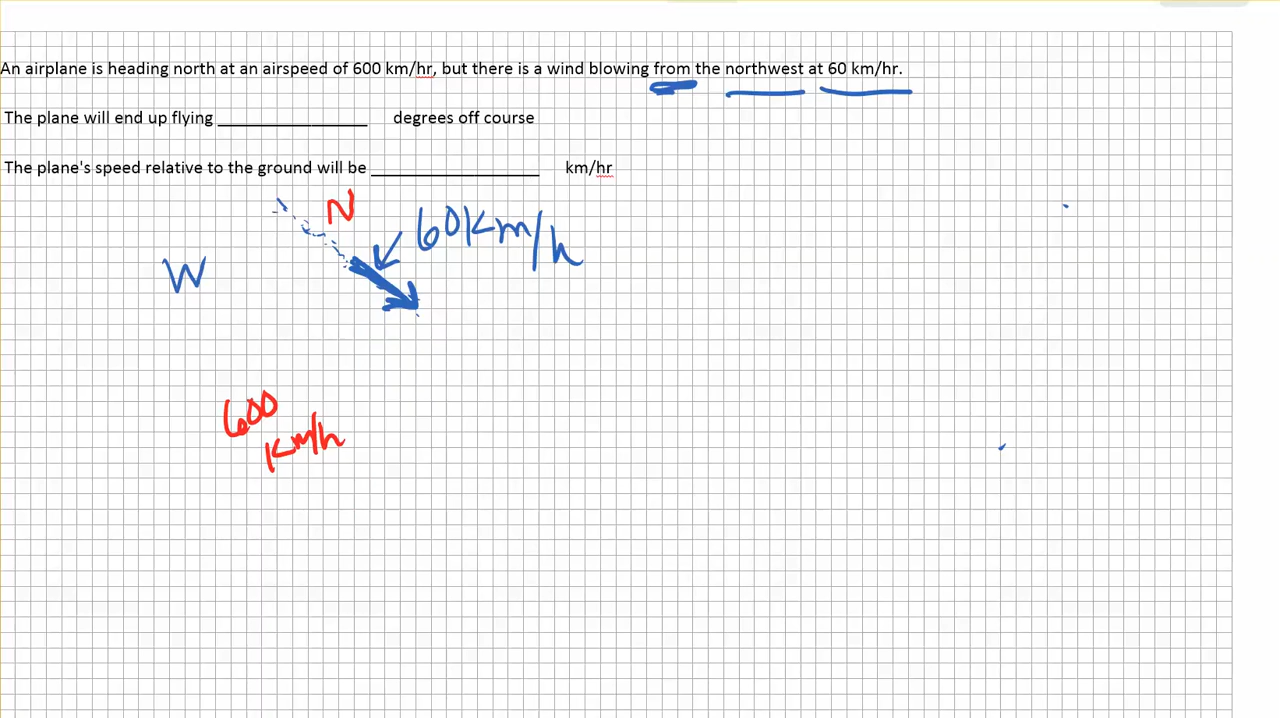 An airplane is heading north at an airspeed of 600 km/hr, but there is a wind blowing from the northwest at 60 km/hr.
The plane will end up flying ________________ degrees off course
The plane's speed relative to the ground will be __________________ km/hr
N
60 km/h
W
600
km/h